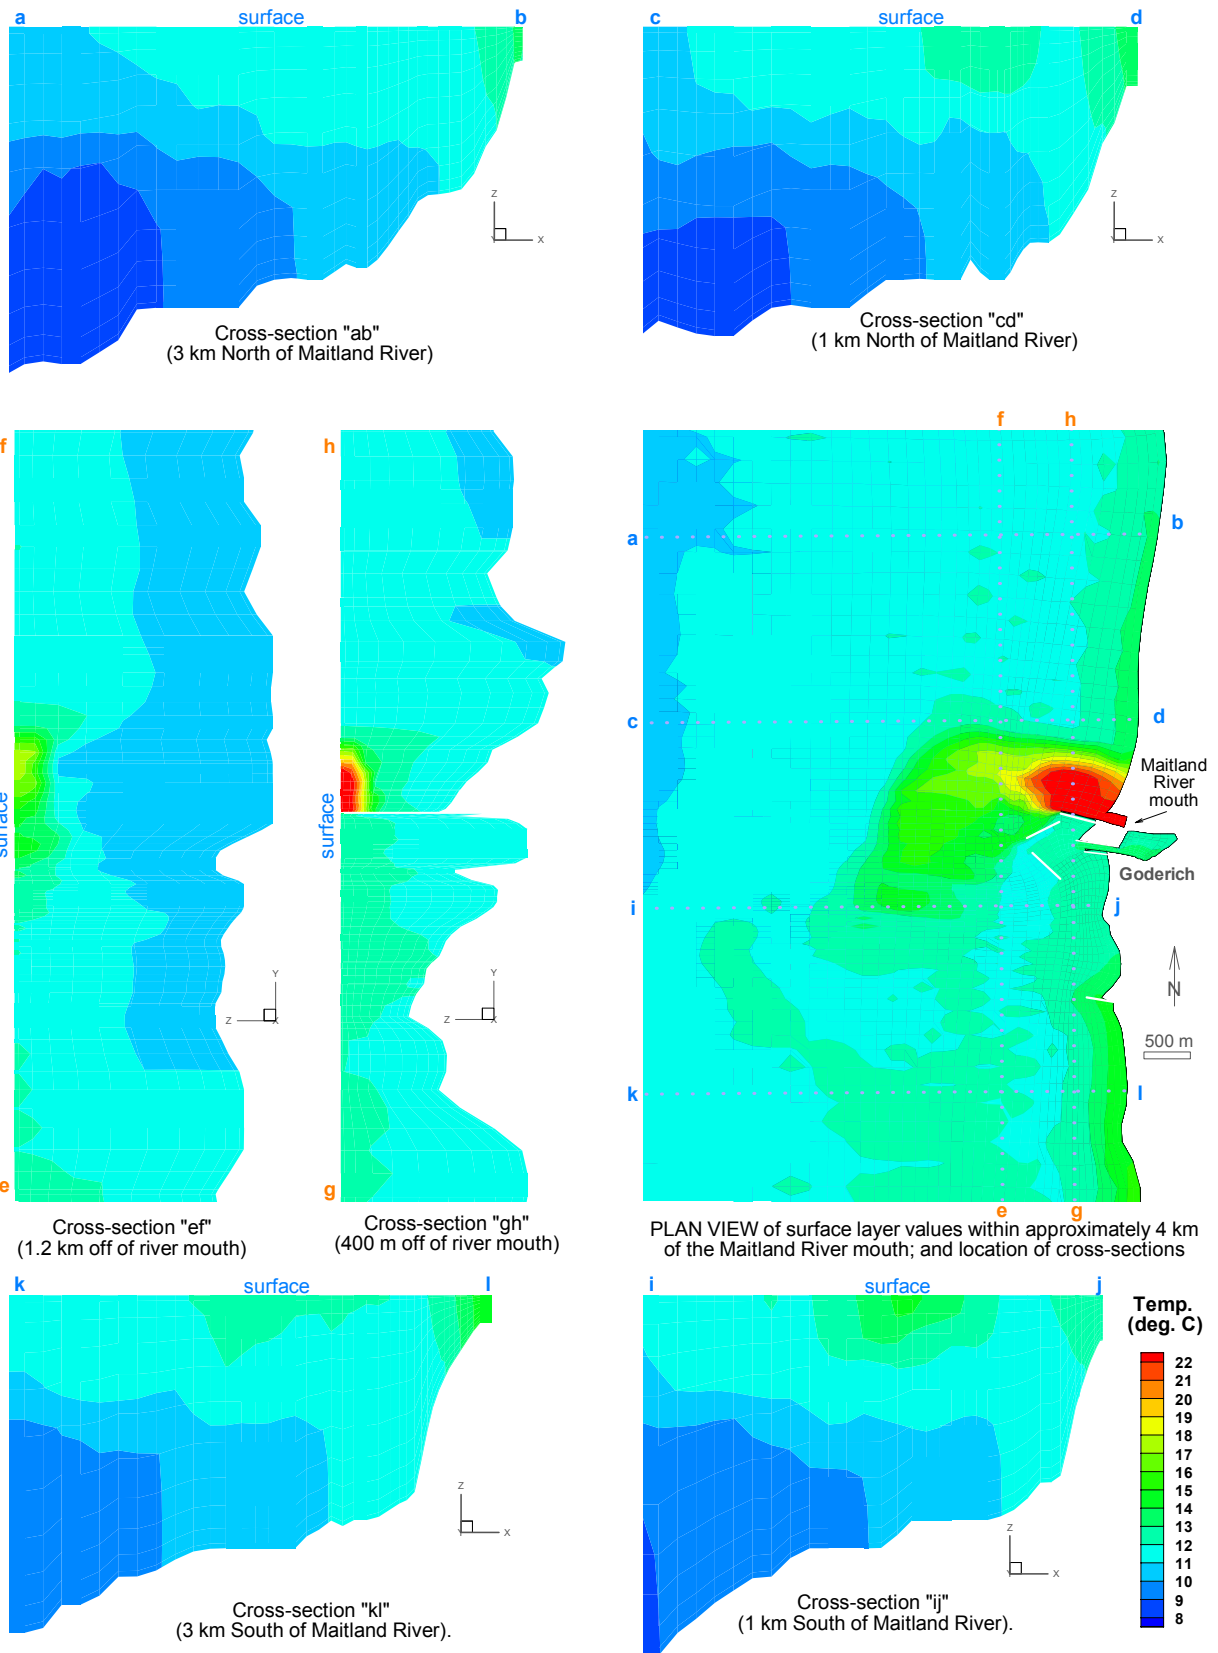 a surface b
c surface d
Z
X
Y
Z
X
Y
Cross-section "ab"
(3 km North of Maitland River)
Cross-section "cd"
(1 km North of Maitland River)
f
surface
e
Y
Z
X
Cross-section "ef"
(1.2 km off of river mouth)
h
surface
g
Y
Z
X
Cross-section "gh"
(400 m off of river mouth)
f h
a b
c d
Maitland
River
mouth
Goderich
i j
N
500 m
k l
e g
PLAN VIEW of surface layer values within approximately 4 km
of the Maitland River mouth; and location of cross-sections
k surface l
Z
Y
X
Cross-section "kl"
(3 km South of Maitland River).
i surface j
Z
Y
X
Cross-section "ij"
(1 km South of Maitland River).
Temp.
(deg. C)
22
21
20
19
18
17
16
15
14
13
12
11
10
9
8